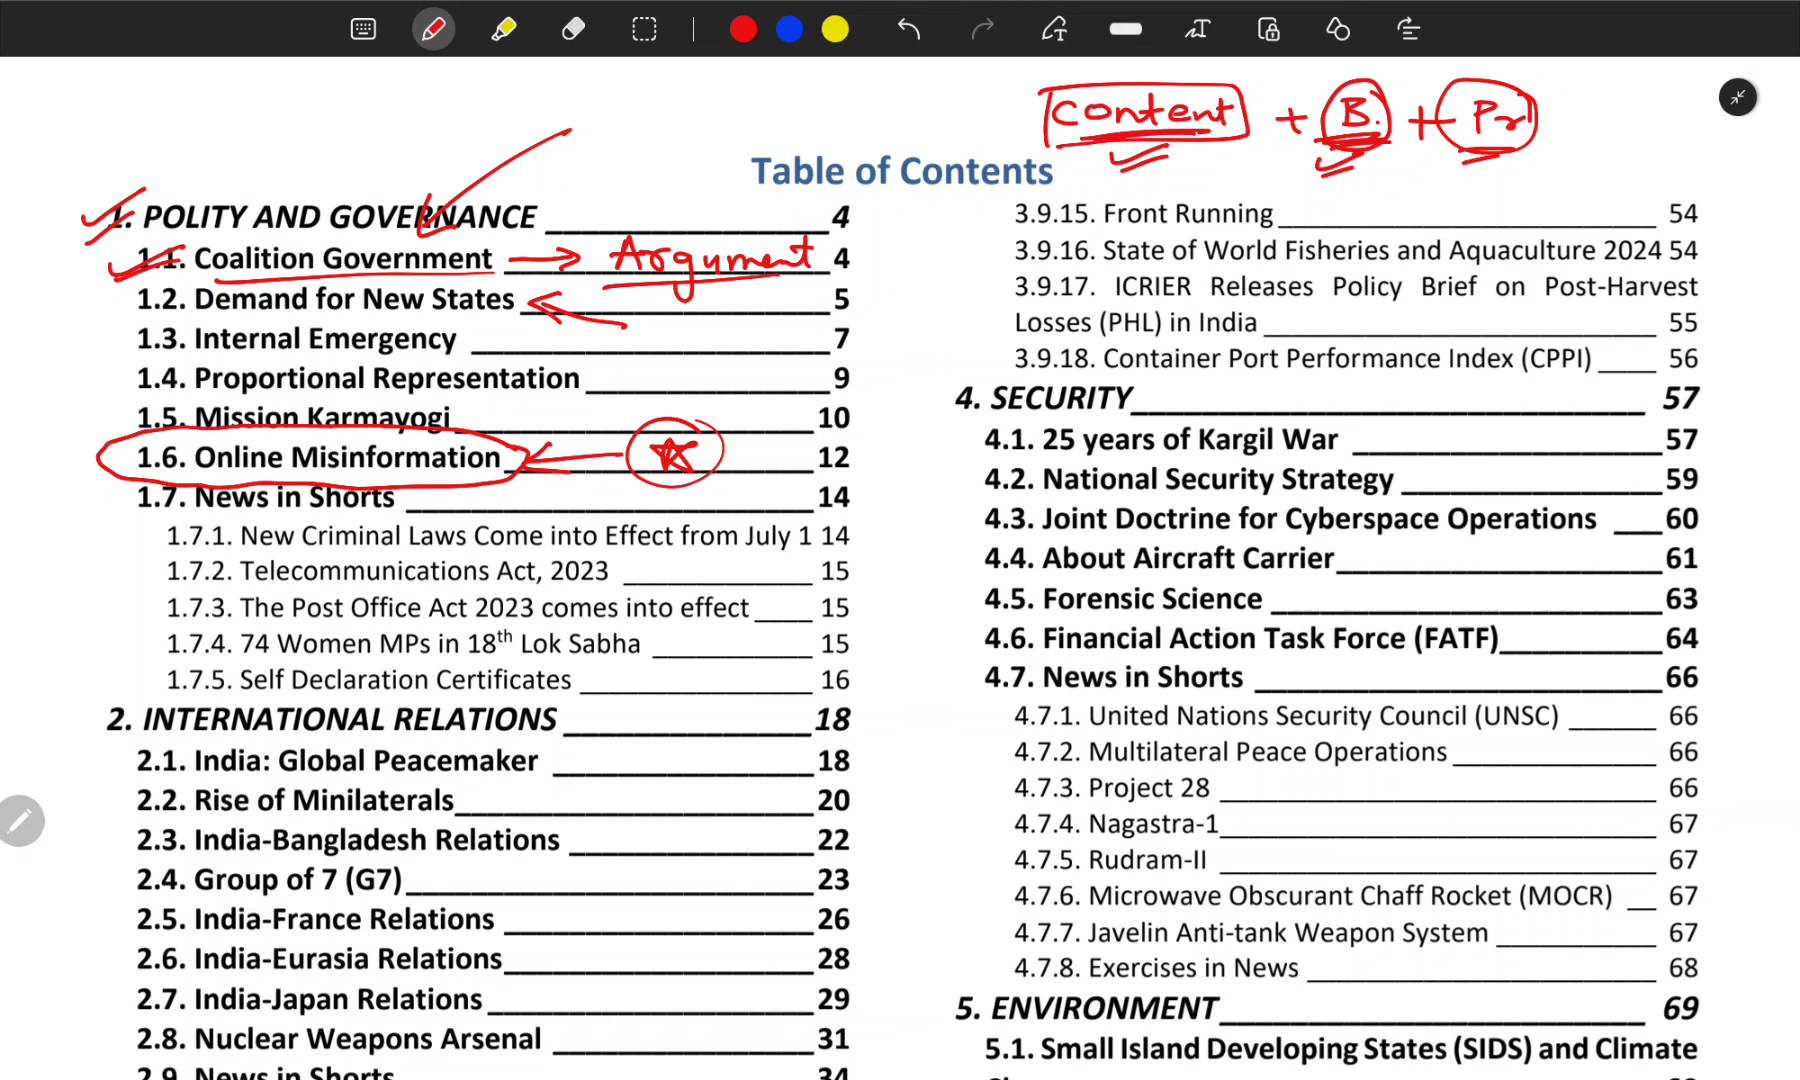 Content + B. + Pr
Table of Contents
1. POLITY AND GOVERNANCE 4
1.1. Coalition Government → Argument 4
1.2. Demand for New States 5
1.3. Internal Emergency 7
1.4. Proportional Representation 9
1.5. Mission Karmayogi 10
1.6. Online Misinformation 12
1.7. News in Shorts 14
1.7.1. New Criminal Laws Come into Effect from July 1 14
1.7.2. Telecommunications Act, 2023 15
1.7.3. The Post Office Act 2023 comes into effect 15
1.7.4. 74 Women MPs in 18th Lok Sabha 15
1.7.5. Self Declaration Certificates 16
2. INTERNATIONAL RELATIONS 18
2.1. India: Global Peacemaker 18
2.2. Rise of Minilaterals 20
2.3. India-Bangladesh Relations 22
2.4. Group of 7 (G7) 23
2.5. India-France Relations 26
2.6. India-Eurasia Relations 28
2.7. India-Japan Relations 29
2.8. Nuclear Weapons Arsenal 31
2.9. News in Shorts 34
3.9.15. Front Running 54
3.9.16. State of World Fisheries and Aquaculture 2024 54
3.9.17. ICRIER Releases Policy Brief on Post-Harvest
Losses (PHL) in India 55
3.9.18. Container Port Performance Index (CPPI) 56
4. SECURITY 57
4.1. 25 years of Kargil War 57
4.2. National Security Strategy 59
4.3. Joint Doctrine for Cyberspace Operations 60
4.4. About Aircraft Carrier 61
4.5. Forensic Science 63
4.6. Financial Action Task Force (FATF) 64
4.7. News in Shorts 66
4.7.1. United Nations Security Council (UNSC) 66
4.7.2. Multilateral Peace Operations 66
4.7.3. Project 28 66
4.7.4. Nagastra-1 67
4.7.5. Rudram-II 67
4.7.6. Microwave Obscurant Chaff Rocket (MOCR) 67
4.7.7. Javelin Anti-tank Weapon System 67
4.7.8. Exercises in News 68
5. ENVIRONMENT 69
5.1. Small Island Developing States (SIDS) and Climate